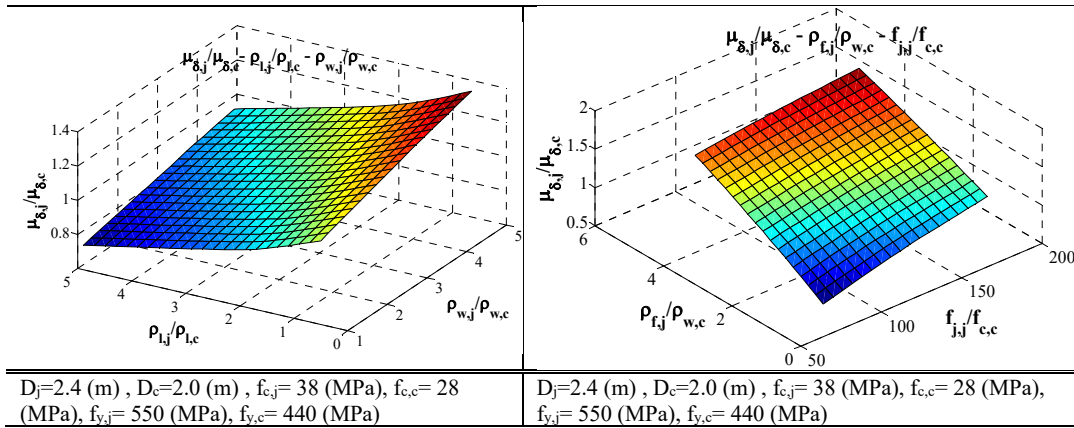 μδ,j/μδ,c - ρl,j/ρl,c - ρw,j/ρw,c
1.4
1.2
1
0.8
μδ,j/μδ,c
5
4
3
2
1
0
ρl,j/ρl,c
1
2
3
4
5
ρw,j/ρw,c
μδ,j/μδ,c - ρf,j/ρw,c - fj,j/fc,c
2
1.5
1
0.5
μδ,j/μδ,c
6
4
2
0
ρf,j/ρw,c
50
100
150
200
fj,j/fc,c
Dj=2.4 (m) , Dc=2.0 (m) , fc,j= 38 (MPa), fc,c= 28
(MPa), fy,j= 550 (MPa), fy,c= 440 (MPa)
Dj=2.4 (m) , Dc=2.0 (m) , fc,j= 38 (MPa), fc,c= 28 (MPa),
fy,j= 550 (MPa), fy,c= 440 (MPa)